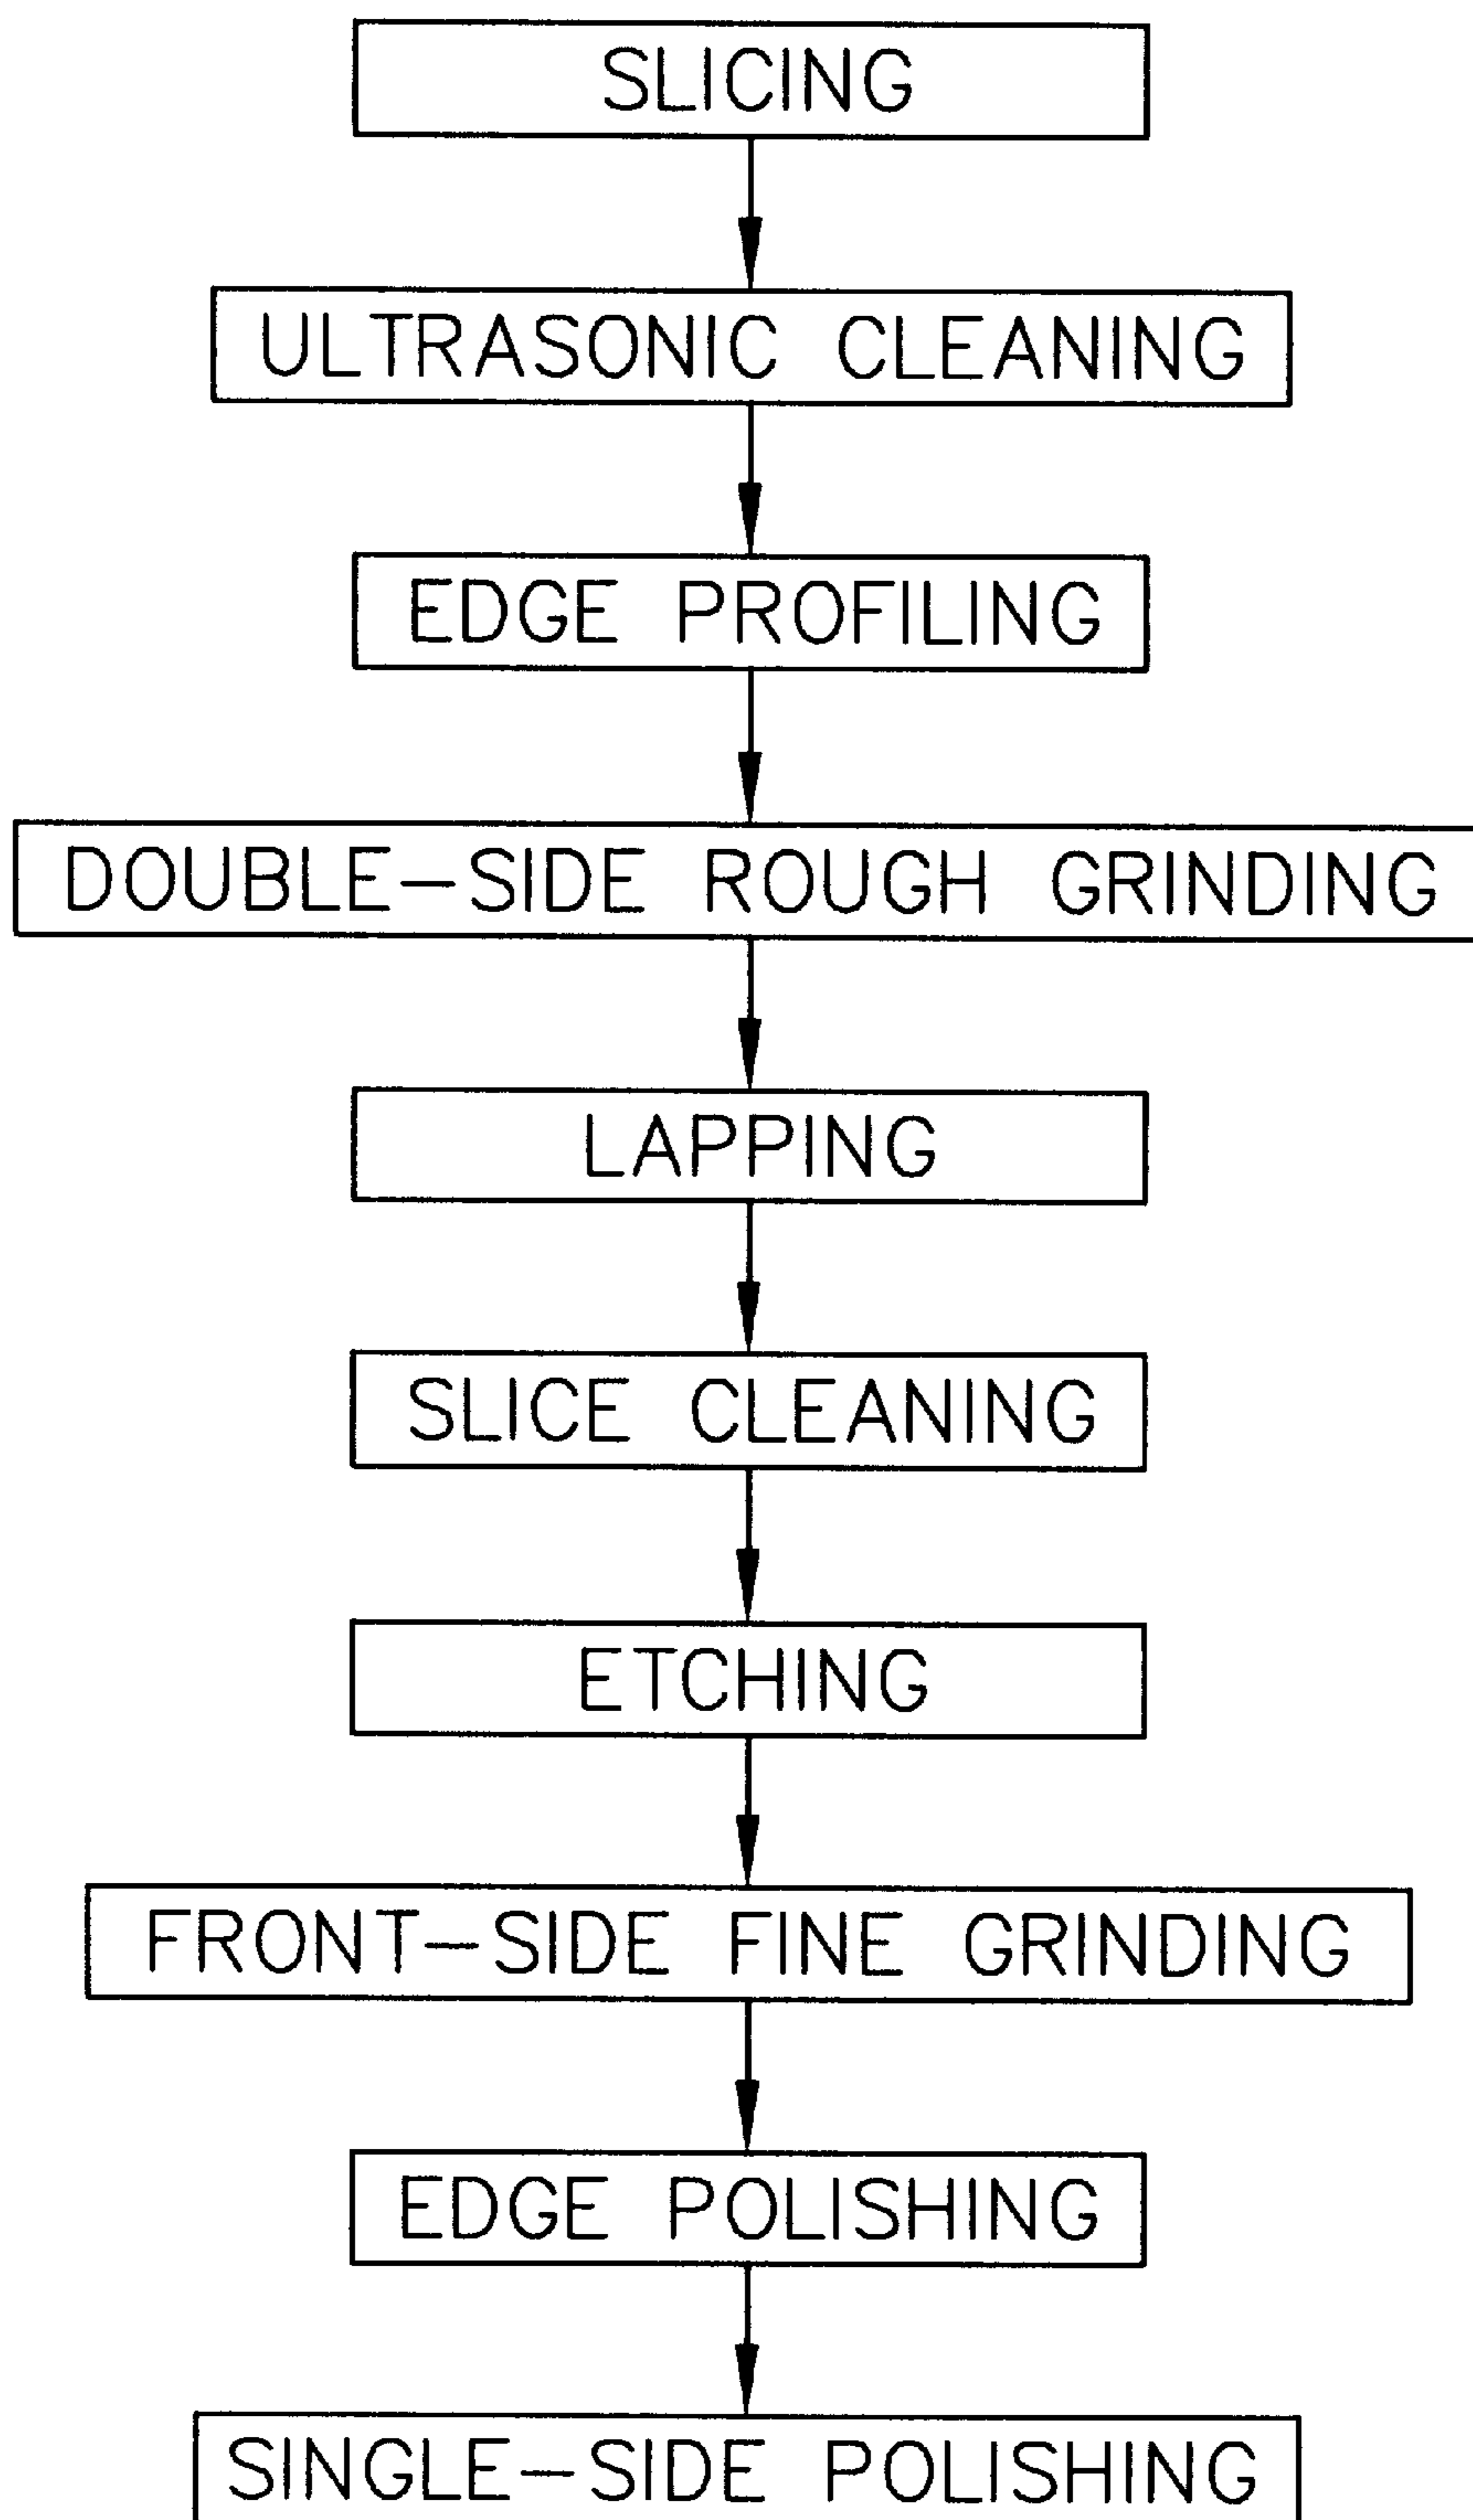 SLICING
ULTRASONIC CLEANING
EDGE PROFILING
DOUBLE-SIDE ROUGH GRINDING
LAPPING
SLICE CLEANING
ETCHING
FRONT-SIDE FINE GRINDING
EDGE POLISHING
SINGLE-SIDE POLISHING